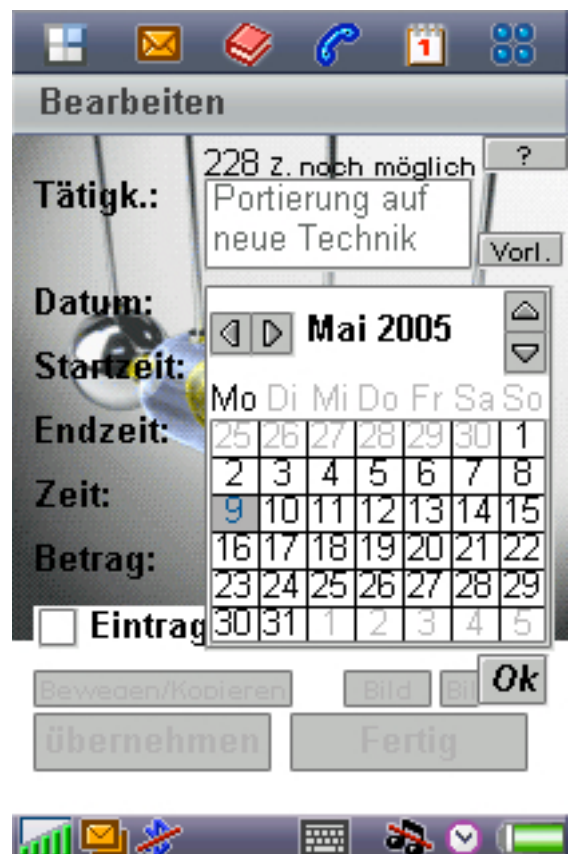 1
Bearbeiten
228 z. noch möglich
?
Tätigk.:
Portierung auf
neue Technik
Vorl.
Datum:
Mai 2005
Startzeit:
Mo Di Mi Do Fr Sa So
Endzeit:
25 26 27 28 29 30 1
2 3 4 5 6 7 8
Zeit:
9 10 11 12 13 14 15
Betrag:
16 17 18 19 20 21 22
23 24 25 26 27 28 29
Eintrag
30 31 1 2 3 4 5
Bewegen/Kopieren
Bild
Bil
Ok
übernehmen
Fertig